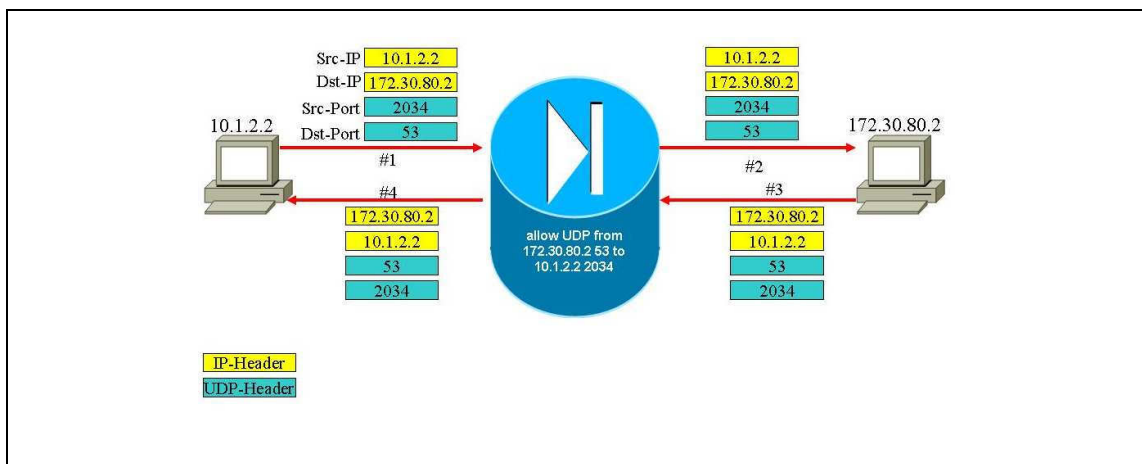 Src-IP 10.1.2.2
Dst-IP 172.30.80.2
Src-Port 2034
Dst-Port 53
10.1.2.2
#1
#4
172.30.80.2
10.1.2.2
53
2034
allow UDP from
172.30.80.2 53 to
10.1.2.2 2034
10.1.2.2
172.30.80.2
2034
53
172.30.80.2
#2
#3
172.30.80.2
10.1.2.2
53
2034
IP-Header
UDP-Header